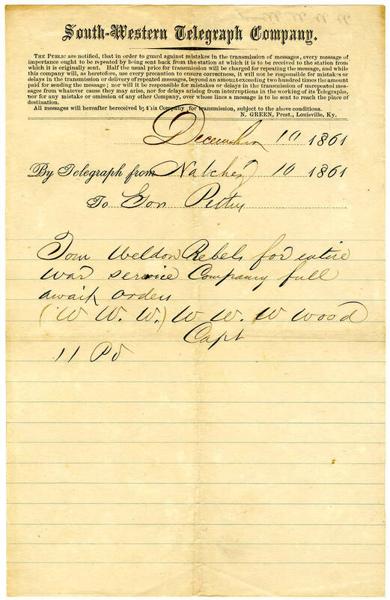 South-Western Telegraph Company.
THE PUBLIC are notified, that in order to guard against mistakes in the transmission of messages, every message of
importance ought to be repeated by being sent back from the station at which it is to be received to the station from
which it is originally sent. Half the usual price for transmission will be charged for repeating the message, and while
this company will, as heretofore, use every precaution to ensure correctness, it will not be responsible for mistakes or
delays in the transmission or delivery of repeated messages, beyond an amount exceeding two hundred times the amount
paid for sending the message; nor will it be responsible for mistakes or delays in the transmission of unrepeated mes-
sages from whatever cause they may arise, nor for delays arising from interruptions in the working of its Telegraphs,
nor for any mistake or omission of any other Company, over whose lines a message is to be sent to reach the place of
destination.
All messages will hereafter be received by this Company for transmission, subject to the above conditions.
N. GREEN, Prest., Louisville, Ky.
December 10 1861
By Telegraph from Natchez 10 1861
To Gov Pettus
Tom Weldon Rebels for entire
war service Company full
await orders
(W W. W.) W W. W Wood
Capt
11 Pd